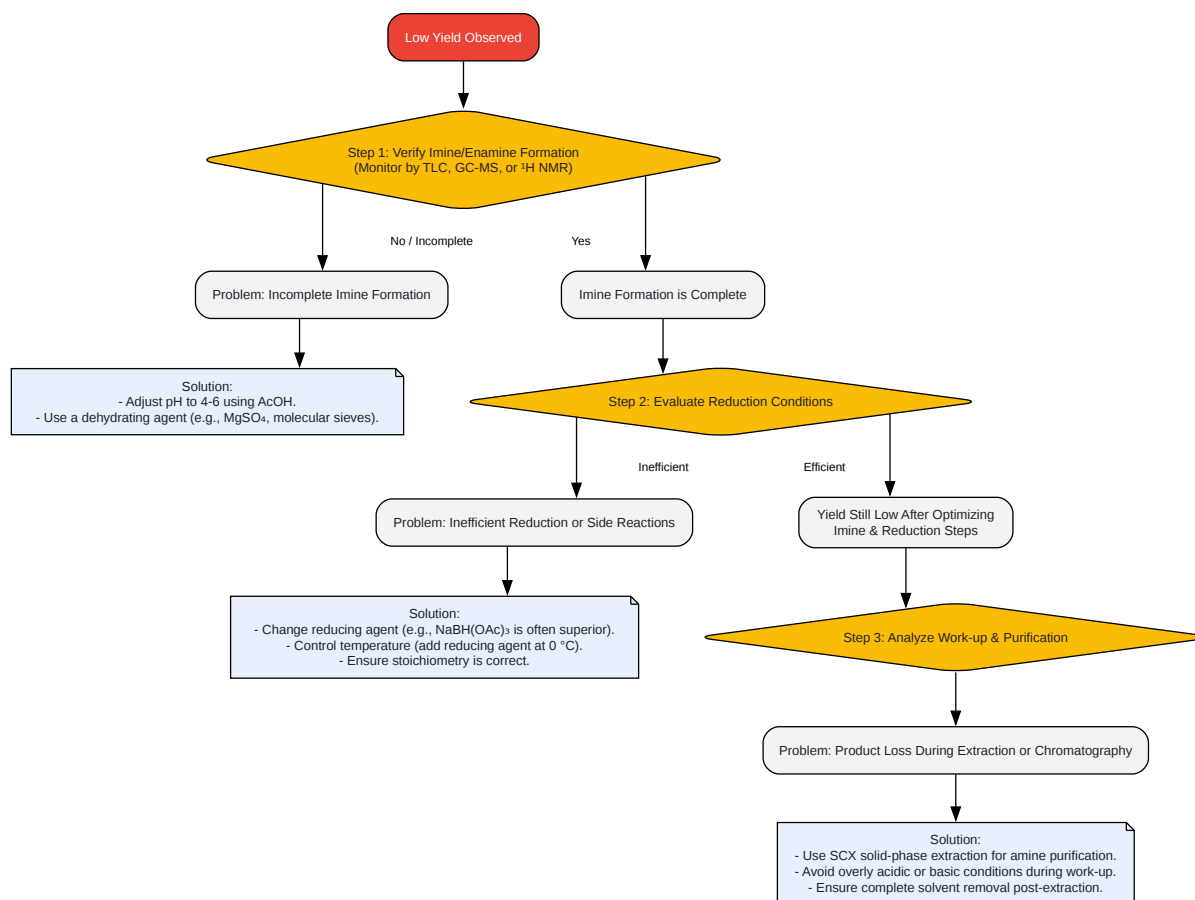 Low Yield Observed
Step 1: Verify Imine/Enamine Formation
(Monitor by TLC, GC-MS, or ¹H NMR)
No / Incomplete
Yes
Problem: Incomplete Imine Formation
Imine Formation is Complete
Solution:
- Adjust pH to 4-6 using AcOH.
- Use a dehydrating agent (e.g., MgSO₄, molecular sieves).
Step 2: Evaluate Reduction Conditions
Inefficient
Efficient
Problem: Inefficient Reduction or Side Reactions
Yield Still Low After Optimizing
Imine & Reduction Steps
Solution:
- Change reducing agent (e.g., NaBH(OAc)₃ is often superior).
- Control temperature (add reducing agent at 0 °C).
- Ensure stoichiometry is correct.
Step 3: Analyze Work-up & Purification
Problem: Product Loss During Extraction or Chromatography
Solution:
- Use SCX solid-phase extraction for amine purification.
- Avoid overly acidic or basic conditions during work-up.
- Ensure complete solvent removal post-extraction.